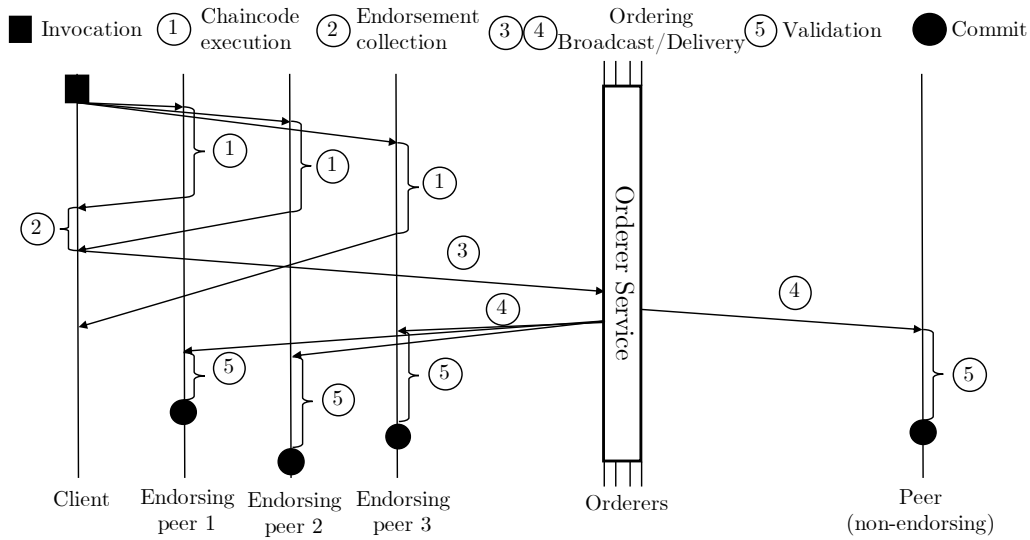 Invocation
1
Chaincode
execution
2
Endorsement
collection
3 4
Ordering
Broadcast/Delivery
5
Validation
Commit
1
1
1
2
3
4
4
5
5
5
5
Orderer Service
Client
Endorsing
peer 1
Endorsing
peer 2
Endorsing
peer 3
Orderers
Peer
(non-endorsing)